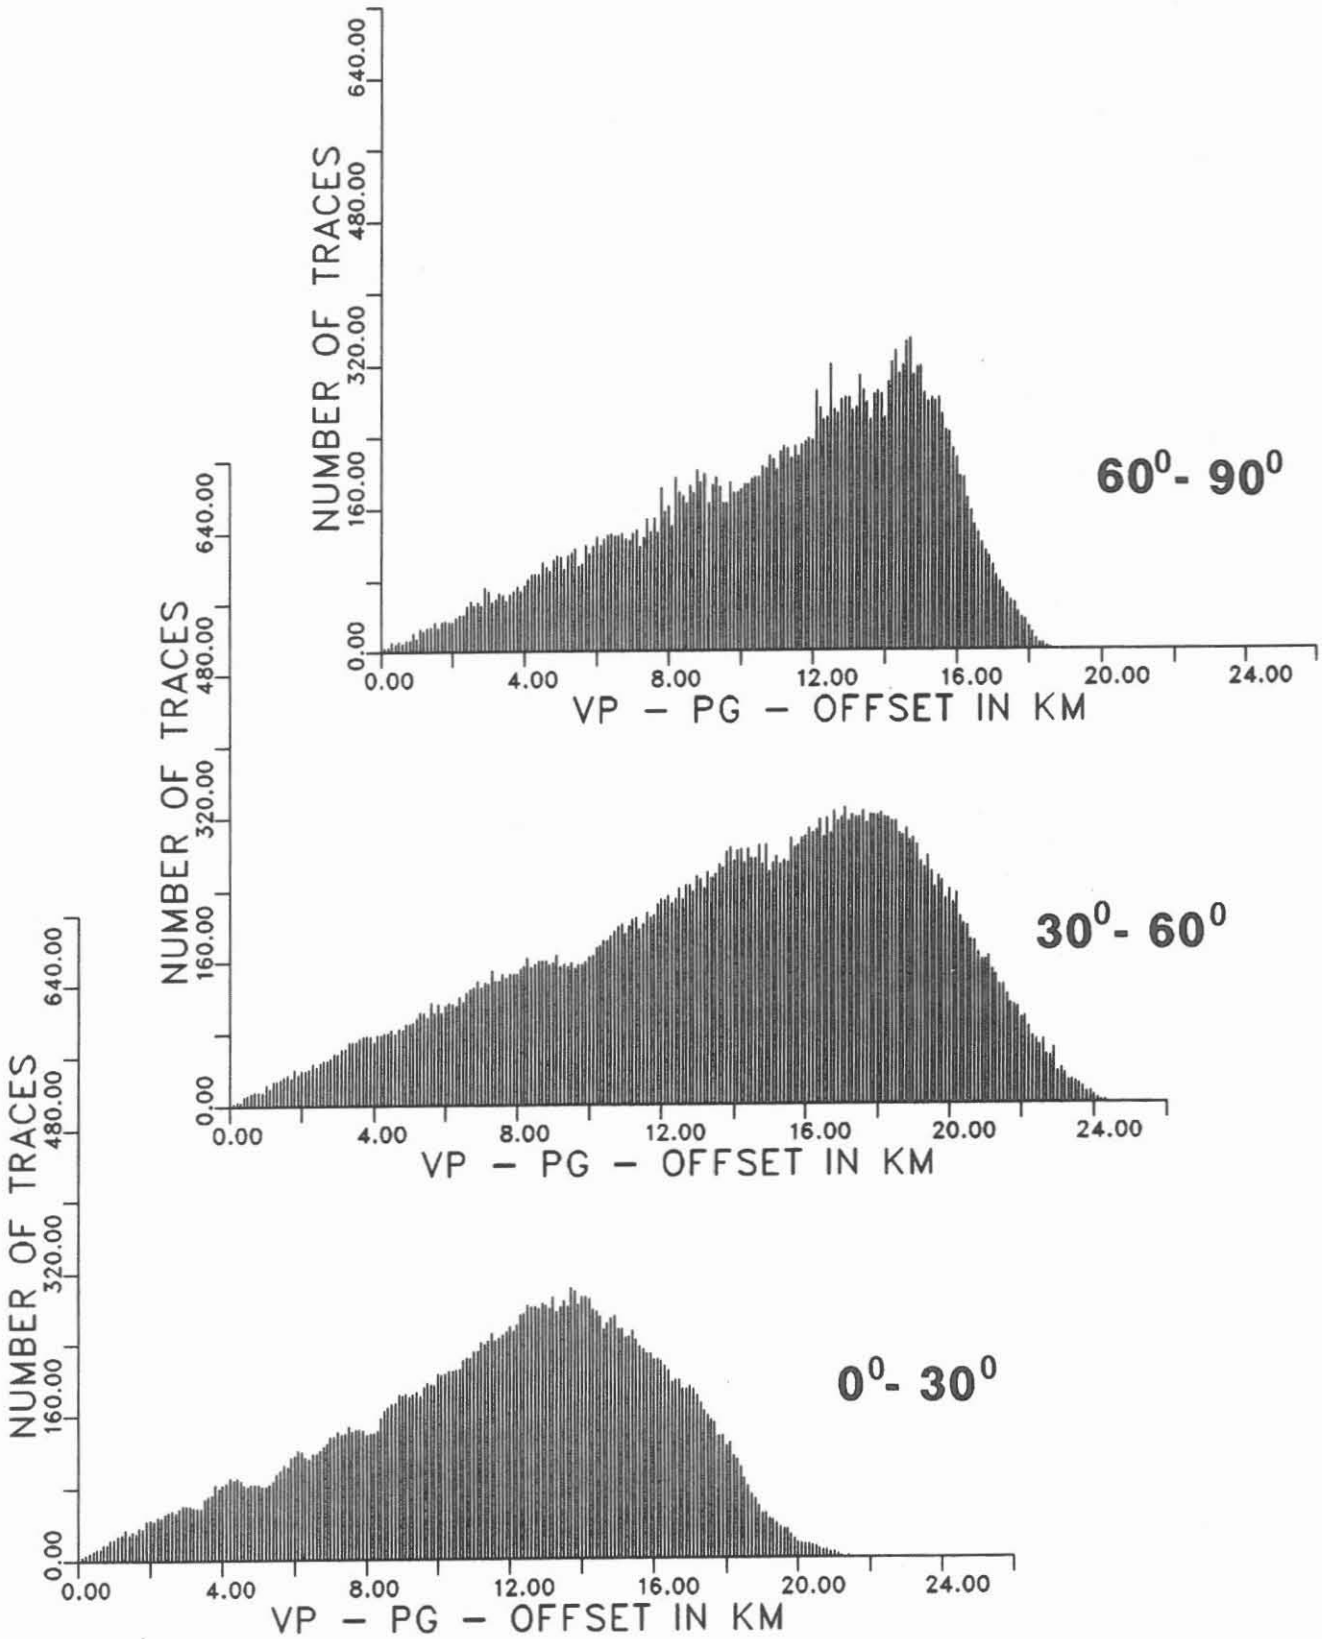 640.00
480.00
320.00
160.00
0.00
NUMBER OF TRACES
0.00 4.00 8.00 12.00 16.00 20.00 24.00
VP – PG – OFFSET IN KM
60⁰- 90⁰
640.00
480.00
320.00
160.00
0.00
NUMBER OF TRACES
0.00 4.00 8.00 12.00 16.00 20.00 24.00
VP – PG – OFFSET IN KM
30⁰- 60⁰
640.00
480.00
320.00
160.00
0.00
NUMBER OF TRACES
0.00 4.00 8.00 12.00 16.00 20.00 24.00
VP – PG – OFFSET IN KM
0⁰- 30⁰